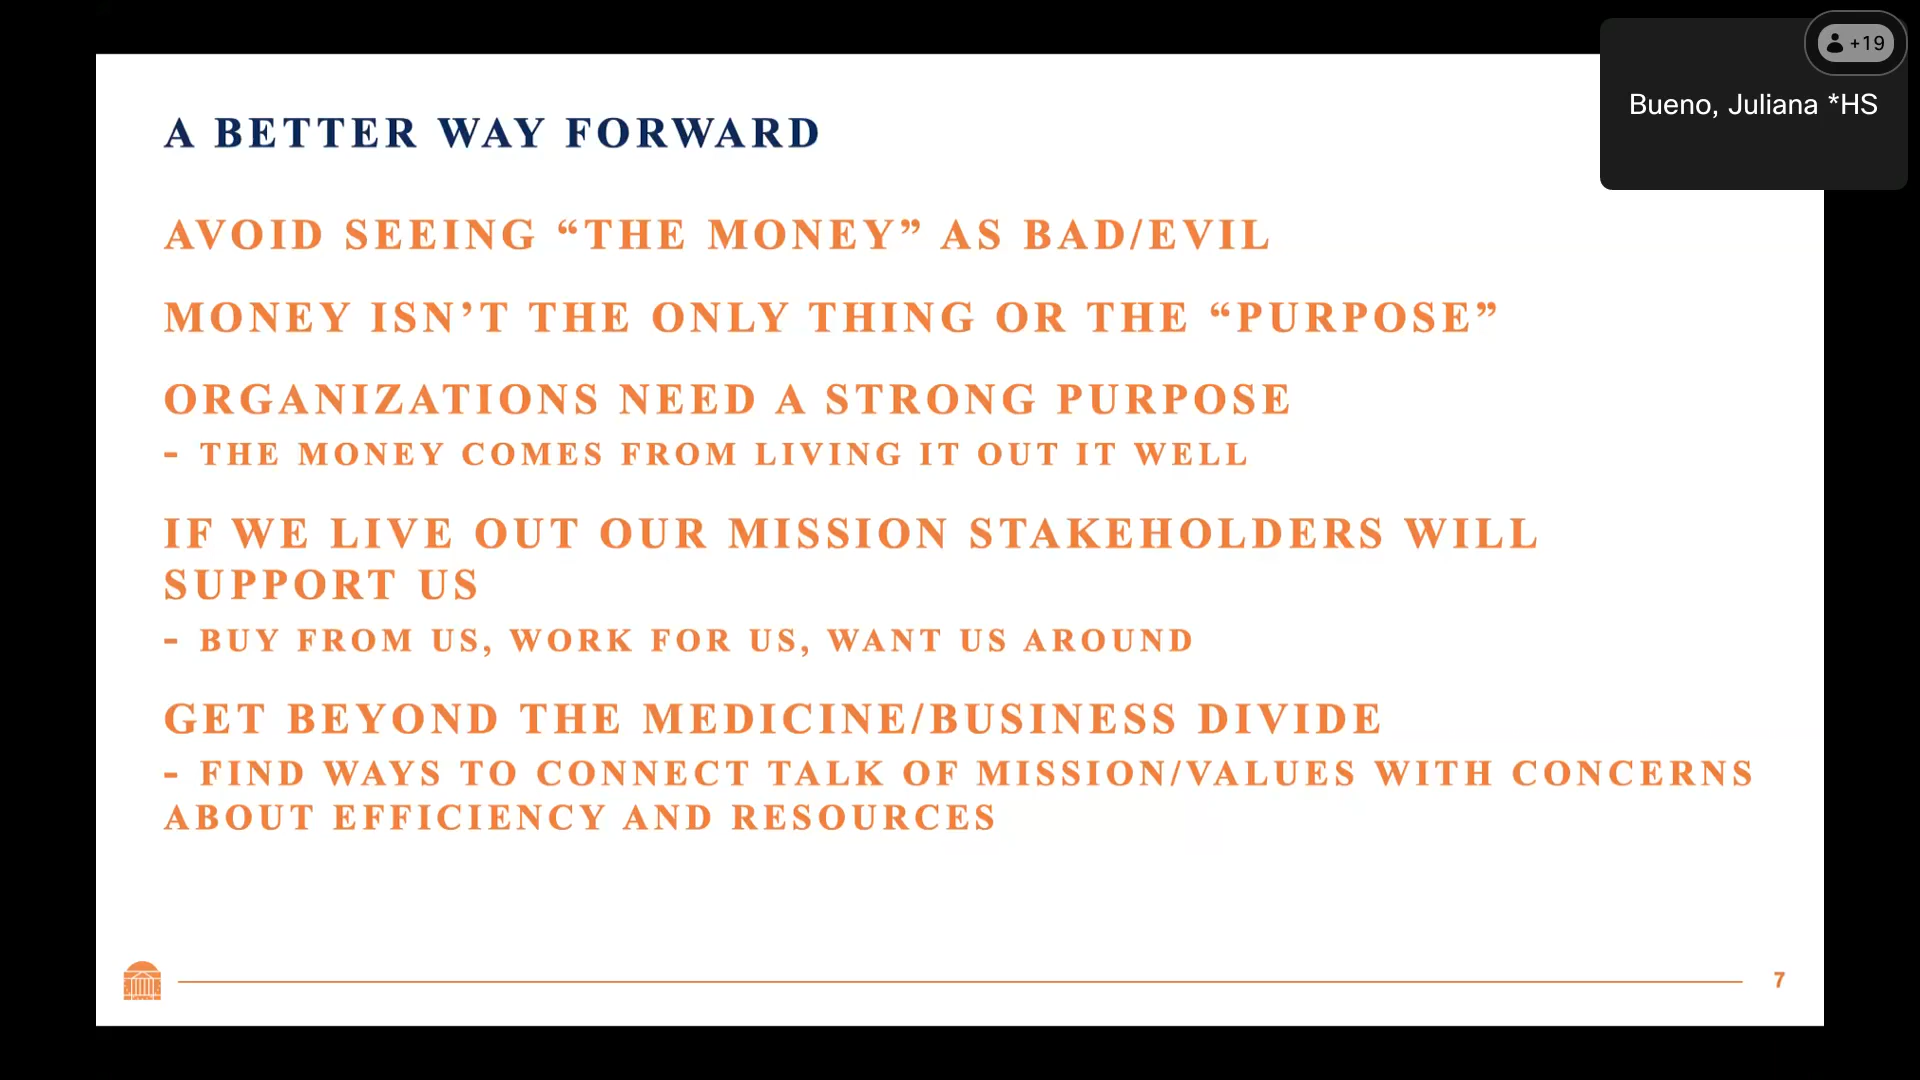 A BETTER WAY FORWARD
AVOID SEEING “THE MONEY” AS BAD/EVIL
MONEY ISN’T THE ONLY THING OR THE “PURPOSE”
ORGANIZATIONS NEED A STRONG PURPOSE
- THE MONEY COMES FROM LIVING IT OUT IT WELL
IF WE LIVE OUT OUR MISSION STAKEHOLDERS WILL
SUPPORT US
- BUY FROM US, WORK FOR US, WANT US AROUND
GET BEYOND THE MEDICINE/BUSINESS DIVIDE
- FIND WAYS TO CONNECT TALK OF MISSION/VALUES WITH CONCERNS
ABOUT EFFICIENCY AND RESOURCES
7
+19
Bueno, Juliana *HS